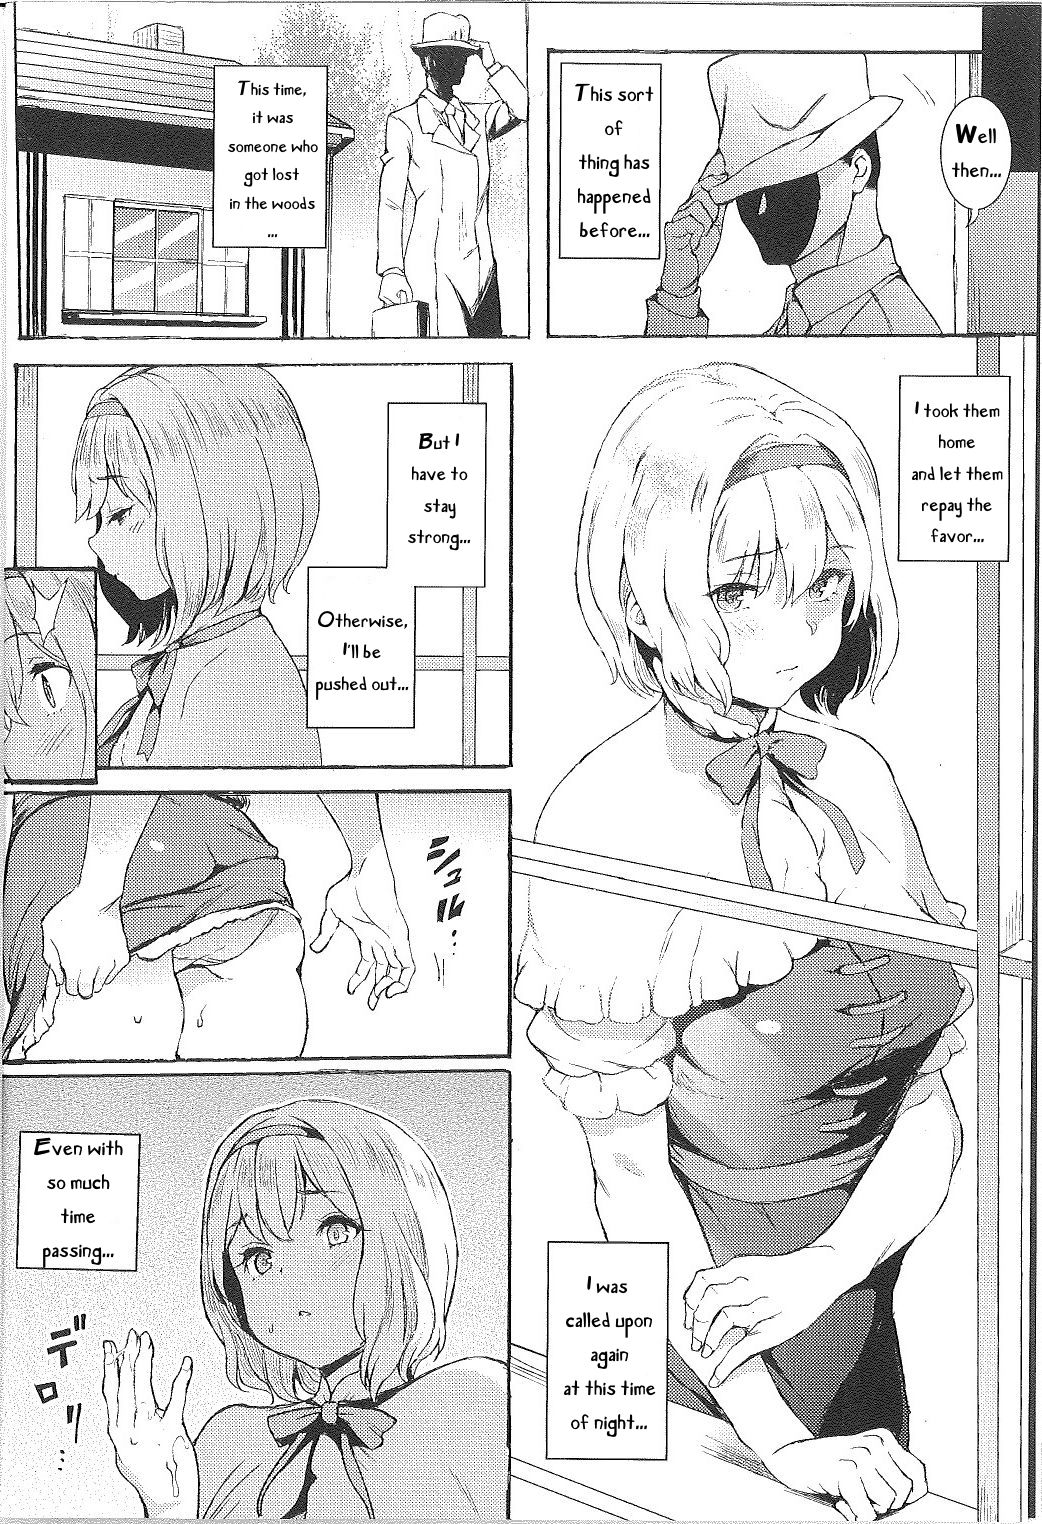 Well
then...
This sort
of
thing has
happened
before...
This time,
it was
someone who
got lost
in the woods
...
I took them
home
and let them
repay the
favor...
I was
called upon
again
at this time
of night...
But I
have to
stay
strong...
Otherwise,
I'll be
pushed out...
シュル...
Even with
so much
time
passing...
デロリ...